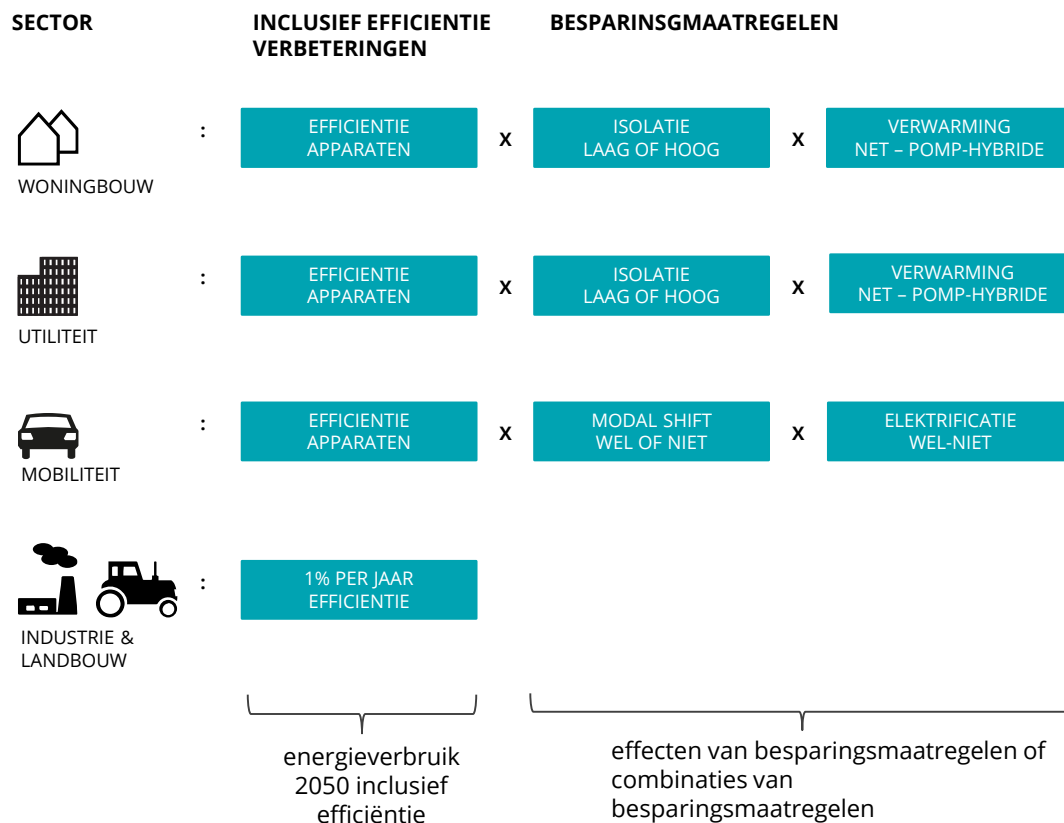 SECTOR
INCLUSIEF EFFICIENTIE
VERBETERINGEN
BESPARINSGMAATREGELEN
WONINGBOUW
:
EFFICIENTIE
APPARATEN
X
ISOLATIE
LAAG OF HOOG
X
VERWARMING
NET – POMP-HYBRIDE
UTILITEIT
:
EFFICIENTIE
APPARATEN
X
ISOLATIE
LAAG OF HOOG
X
VERWARMING
NET – POMP-HYBRIDE
MOBILITEIT
:
EFFICIENTIE
APPARATEN
X
MODAL SHIFT
WEL OF NIET
X
ELEKTRIFICATIE
WEL-NIET
INDUSTRIE &
LANDBOUW
:
1% PER JAAR
EFFICIENTIE
energieverbruik
2050 inclusief
efficiëntie
effecten van besparingsmaatregelen of
combinaties van
besparingsmaatregelen